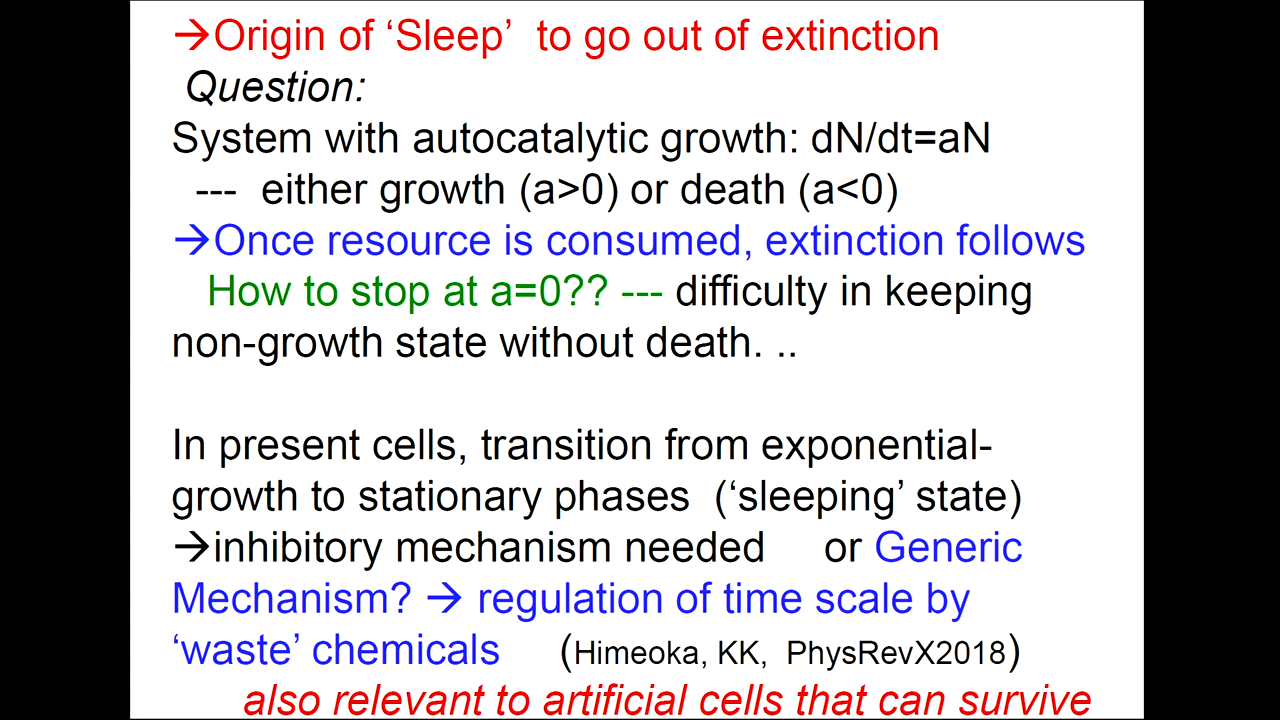 →Origin of ‘Sleep’ to go out of extinction
Question:
System with autocatalytic growth: dN/dt=aN
--- either growth (a>0) or death (a<0)
→Once resource is consumed, extinction follows
How to stop at a=0?? --- difficulty in keeping
non-growth state without death. ..
In present cells, transition from exponential-
growth to stationary phases (‘sleeping’ state)
→inhibitory mechanism needed or Generic
Mechanism? → regulation of time scale by
‘waste’ chemicals (Himeoka, KK, PhysRevX2018)
also relevant to artificial cells that can survive